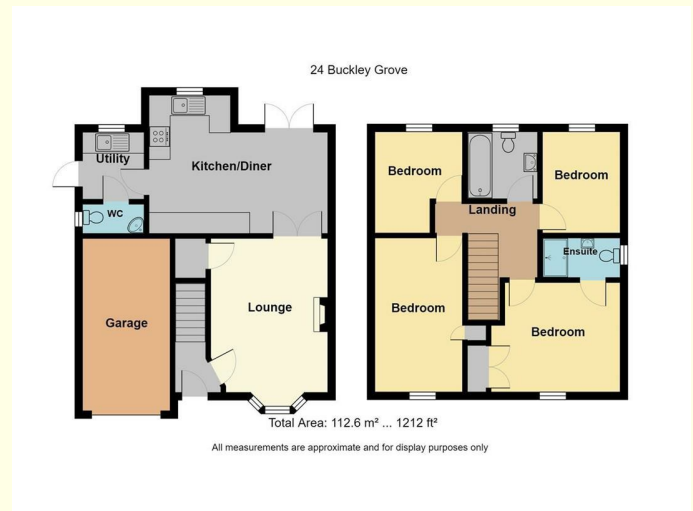 24 Buckley Grove
Utility
Kitchen/Diner
WC
Garage
Lounge
Bedroom
Bedroom
Landing
Ensuite
Bedroom
Bedroom
Total Area: 112.6 m² ... 1212 ft²
All measurements are approximate and for display purposes only